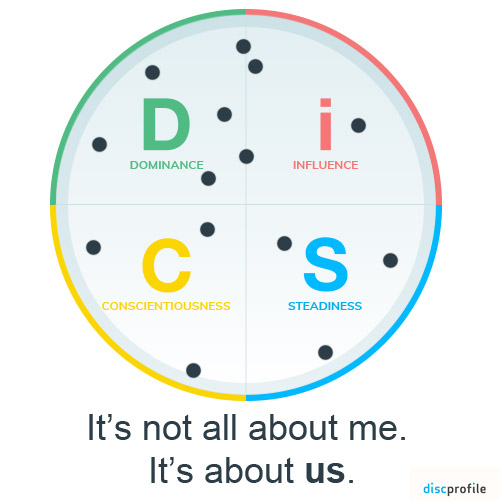 D i
DOMINANCE INFLUENCE
C S
CONSCIENTIOUSNESS STEADINESS
It’s not all about me.
It’s about us.
discprofile